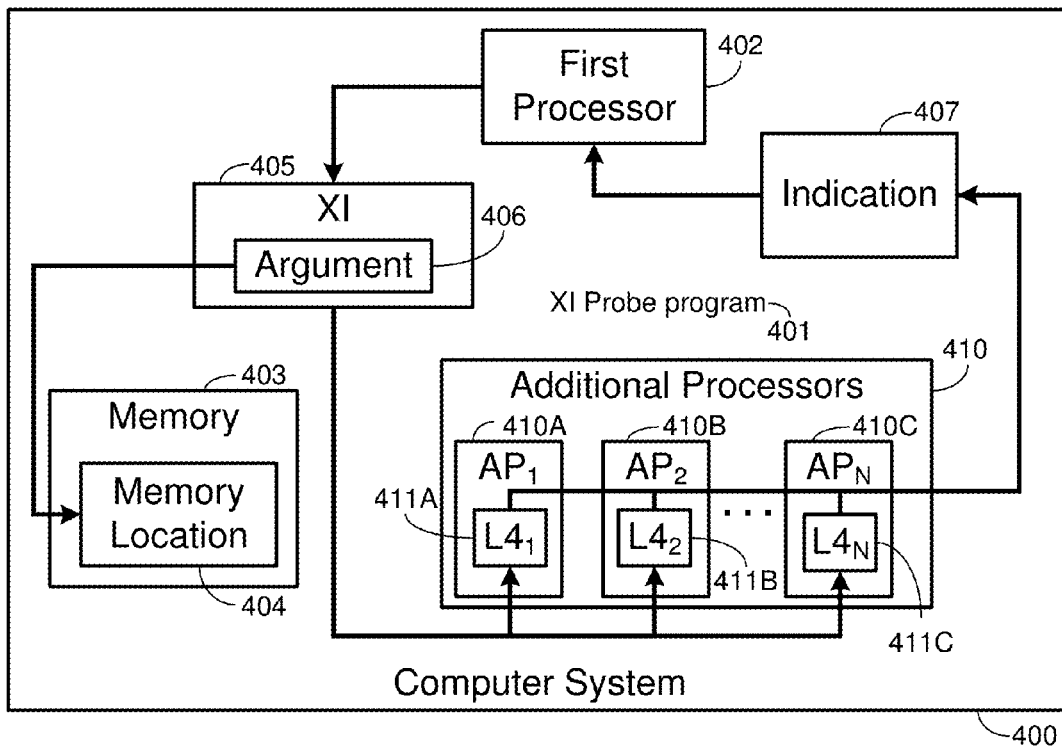 First
Processor
402
407
Indication
405
XI
406
Argument
XI Probe program
401
410
Additional Processors
403
Memory
Memory
Location
404
410A
AP₁
410B
AP₂
410C
APN
411A
L4₁
L4₂
411B
. . .
L4N
411C
Computer System
400